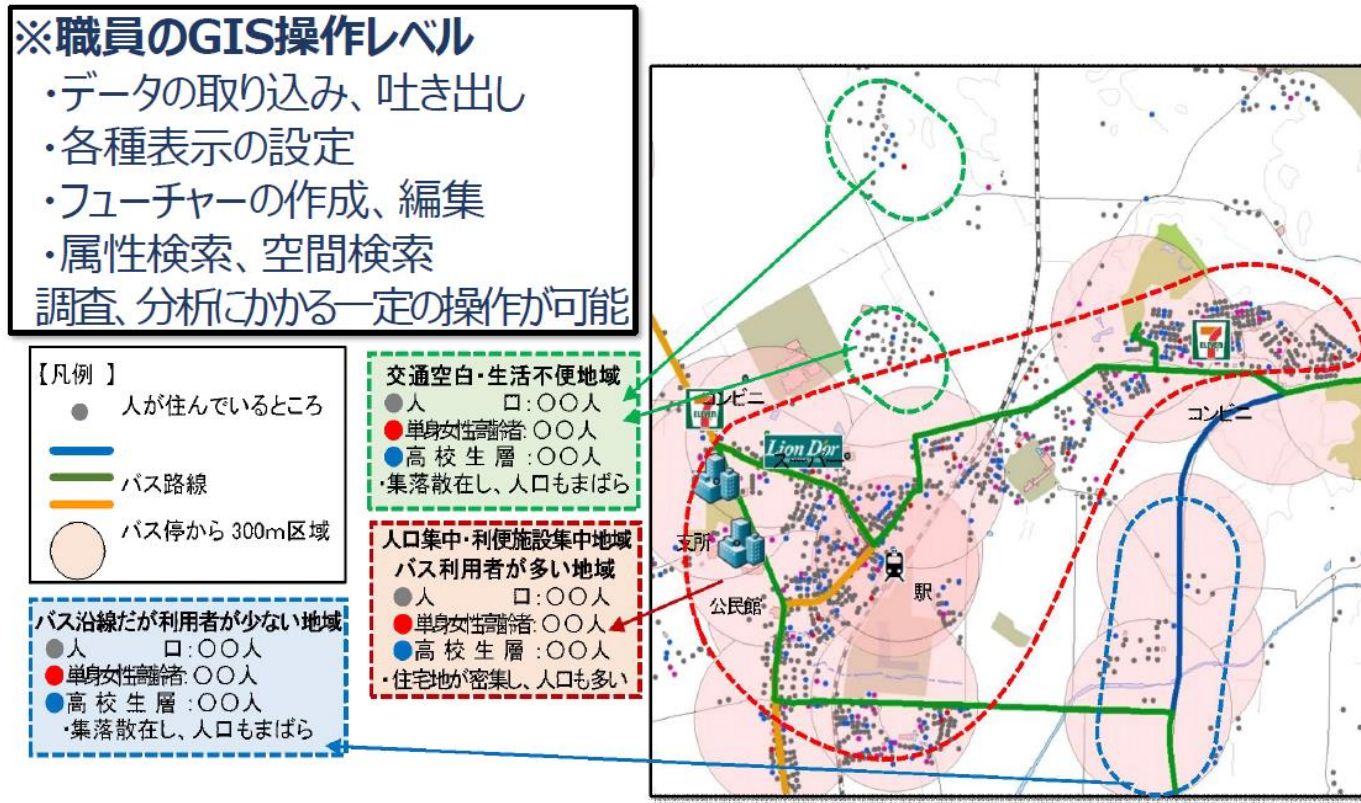 ※職員のGIS操作レベル
・データの取り込み、吐き出し
・各種表示の設定
・フューチャーの作成、編集
・属性検索、空間検索
調査、分析にかかる一定の操作が可能
【凡例 】
人が住んでいるところ
バス路線
バス停から 300m区域
交通空白・生活不便地域
人 口:〇〇人
単身女性高齢者:〇〇人
高 校 生 層 :〇〇人
・集落散在し、人口もまばら
人口集中・利便施設集中地域
バス利用者が多い地域
人 口:〇〇人
単身女性高齢者:〇〇人
高 校 生 層 :〇〇人
・住宅地が密集し、人口も多い
バス沿線だが利用者が少ない地域
人 口:〇〇人
単身女性高齢者:〇〇人
高 校 生 層 :〇〇人
・集落散在し、人口もまばら
コンビニ
7
ELEVEN
Lion D'or
スーパー
支所
公民館
駅
7
ELEVEN
コンビニ